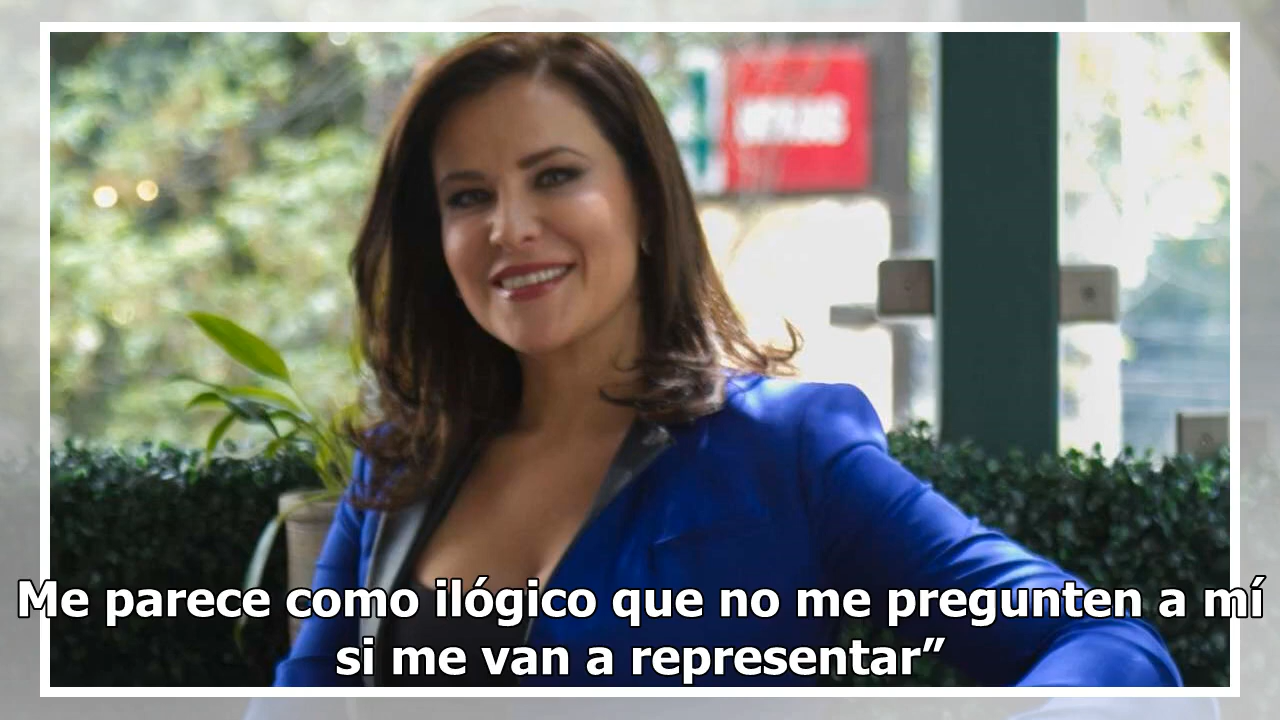 Me parece como ilógico que no me pregunten a mí
si me van a representar”